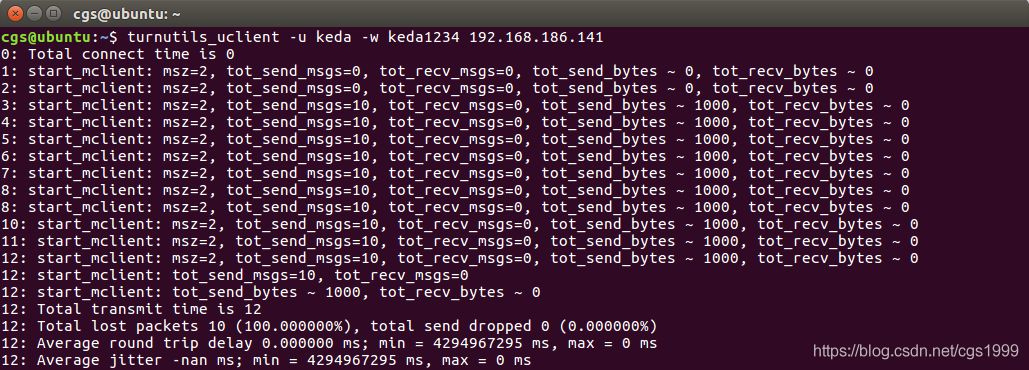 cgs@ubuntu: ~
cgs@ubuntu:~$ turnutils_uclient -u keda -w keda1234 192.168.186.141
0: Total connect time is 0
1: start_mclient: msz=2, tot_send_msgs=0, tot_recv_msgs=0, tot_send_bytes ~ 0, tot_recv_bytes ~ 0
2: start_mclient: msz=2, tot_send_msgs=0, tot_recv_msgs=0, tot_send_bytes ~ 0, tot_recv_bytes ~ 0
3: start_mclient: msz=2, tot_send_msgs=10, tot_recv_msgs=0, tot_send_bytes ~ 1000, tot_recv_bytes ~ 0
4: start_mclient: msz=2, tot_send_msgs=10, tot_recv_msgs=0, tot_send_bytes ~ 1000, tot_recv_bytes ~ 0
5: start_mclient: msz=2, tot_send_msgs=10, tot_recv_msgs=0, tot_send_bytes ~ 1000, tot_recv_bytes ~ 0
6: start_mclient: msz=2, tot_send_msgs=10, tot_recv_msgs=0, tot_send_bytes ~ 1000, tot_recv_bytes ~ 0
7: start_mclient: msz=2, tot_send_msgs=10, tot_recv_msgs=0, tot_send_bytes ~ 1000, tot_recv_bytes ~ 0
8: start_mclient: msz=2, tot_send_msgs=10, tot_recv_msgs=0, tot_send_bytes ~ 1000, tot_recv_bytes ~ 0
8: start_mclient: msz=2, tot_send_msgs=10, tot_recv_msgs=0, tot_send_bytes ~ 1000, tot_recv_bytes ~ 0
10: start_mclient: msz=2, tot_send_msgs=10, tot_recv_msgs=0, tot_send_bytes ~ 1000, tot_recv_bytes ~ 0
11: start_mclient: msz=2, tot_send_msgs=10, tot_recv_msgs=0, tot_send_bytes ~ 1000, tot_recv_bytes ~ 0
12: start_mclient: msz=2, tot_send_msgs=10, tot_recv_msgs=0, tot_send_bytes ~ 1000, tot_recv_bytes ~ 0
12: start_mclient: tot_send_msgs=10, tot_recv_msgs=0
12: start_mclient: tot_send_bytes ~ 1000, tot_recv_bytes ~ 0
12: Total transmit time is 12
12: Total lost packets 10 (100.000000%), total send dropped 0 (0.000000%)
12: Average round trip delay 0.000000 ms; min = 4294967295 ms, max = 0 ms
12: Average jitter -nan ms; min = 4294967295 ms, max = 0 ms
https://blog.csdn.net/cgs1999